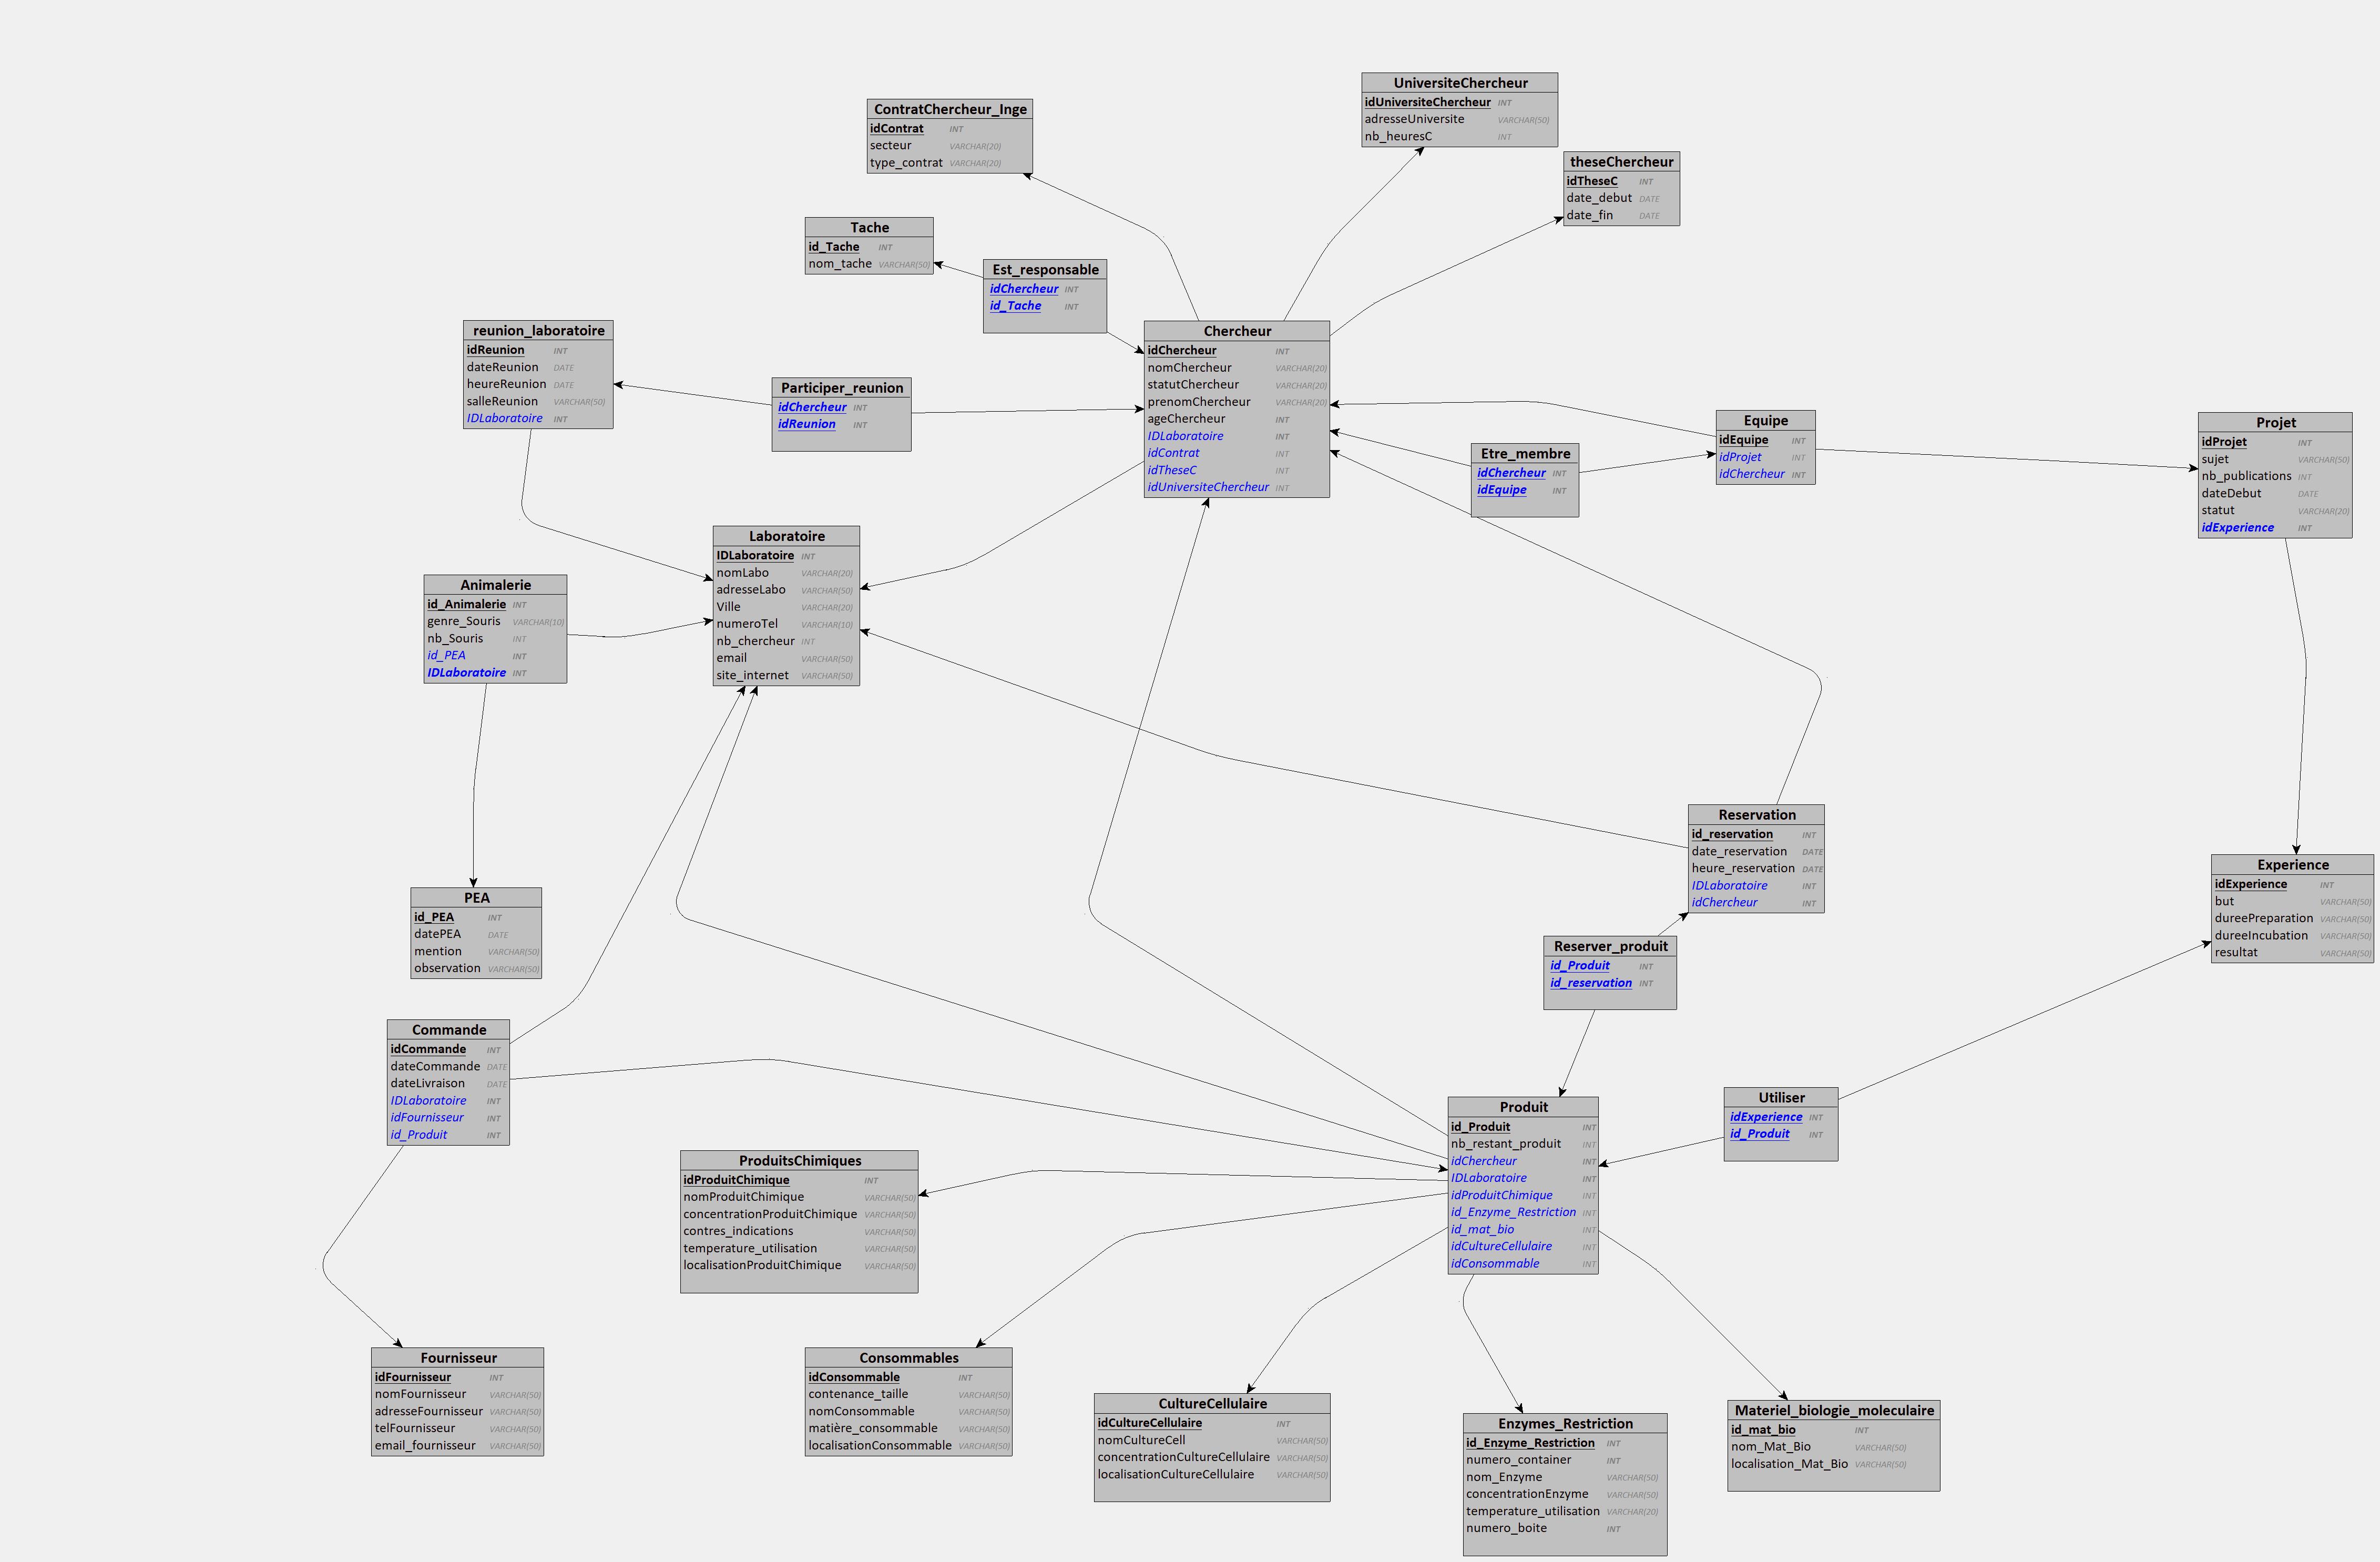 UniversiteChercheur
idUniversiteChercheur INT
adresseUniversite VARCHAR(50)
nb_heuresC INT
ContratChercheur_Inge
idContrat INT
secteur VARCHAR(20)
type_contrat VARCHAR(20)
theseChercheur
idTheseC INT
date_debut DATE
date_fin DATE
Tache
id_Tache INT
nom_tache VARCHAR(50)
Est_responsable
idChercheur INT
id_Tache INT
reunion_laboratoire
idReunion INT
dateReunion DATE
heureReunion DATE
salleReunion VARCHAR(50)
IDLaboratoire INT
Participer_reunion
idChercheur INT
idReunion INT
Chercheur
idChercheur INT
nomChercheur VARCHAR(20)
statutChercheur VARCHAR(20)
prenomChercheur VARCHAR(20)
ageChercheur INT
IDLaboratoire INT
idContrat INT
idTheseC INT
idUniversiteChercheur INT
Equipe
idEquipe INT
idProjet INT
idChercheur INT
Etre_membre
idChercheur INT
idEquipe INT
Projet
idProjet INT
sujet VARCHAR(50)
nb_publications INT
dateDebut DATE
statut VARCHAR(20)
idExperience INT
Laboratoire
IDLaboratoire INT
nomLabo VARCHAR(20)
adresseLabo VARCHAR(50)
Ville VARCHAR(20)
numeroTel VARCHAR(10)
nb_chercheur INT
email VARCHAR(50)
site_internet VARCHAR(50)
Animalerie
id_Animalerie INT
genre_Souris VARCHAR(10)
nb_Souris INT
id_PEA INT
IDLaboratoire INT
Reservation
id_reservation INT
date_reservation DATE
heure_reservation DATE
IDLaboratoire INT
idChercheur INT
Experience
idExperience INT
but VARCHAR(50)
dureePreparation VARCHAR(50)
dureeIncubation VARCHAR(50)
resultat VARCHAR(50)
PEA
id_PEA INT
datePEA DATE
mention VARCHAR(50)
observation VARCHAR(50)
Reserver_produit
id_Produit INT
id_reservation INT
Commande
idCommande INT
dateCommande DATE
dateLivraison DATE
IDLaboratoire INT
idFournisseur INT
id_Produit INT
Utiliser
idExperience INT
id_Produit INT
Produit
id_Produit INT
nb_restant_produit INT
idChercheur INT
IDLaboratoire INT
idProduitChimique INT
id_Enzyme_Restriction INT
id_mat_bio INT
idCultureCellulaire INT
idConsommable INT
ProduitsChimiques
idProduitChimique INT
nomProduitChimique VARCHAR(50)
concentrationProduitChimique VARCHAR(50)
contres_indications VARCHAR(50)
temperature_utilisation VARCHAR(50)
localisationProduitChimique VARCHAR(50)
Fournisseur
idFournisseur INT
nomFournisseur VARCHAR(50)
adresseFournisseur VARCHAR(50)
telFournisseur VARCHAR(50)
email_fournisseur VARCHAR(50)
Consommables
idConsommable INT
contenance_taille VARCHAR(50)
nomConsommable VARCHAR(50)
matière_consommable VARCHAR(50)
localisationConsommable VARCHAR(50)
CultureCellulaire
idCultureCellulaire INT
nomCultureCell VARCHAR(50)
concentrationCultureCellulaire VARCHAR(50)
localisationCultureCellulaire VARCHAR(50)
Enzymes_Restriction
id_Enzyme_Restriction INT
numero_container INT
nom_Enzyme VARCHAR(50)
concentrationEnzyme VARCHAR(50)
temperature_utilisation VARCHAR(20)
numero_boite INT
Materiel_biologie_moleculaire
id_mat_bio INT
nom_Mat_Bio VARCHAR(50)
localisation_Mat_Bio VARCHAR(50)